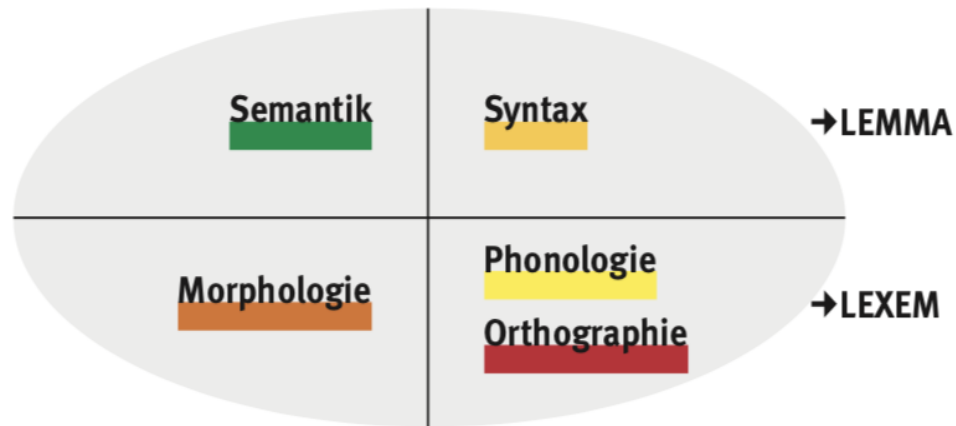 Semantik Syntax →LEMMA
Morphologie Phonologie
Orthographie →LEXEM